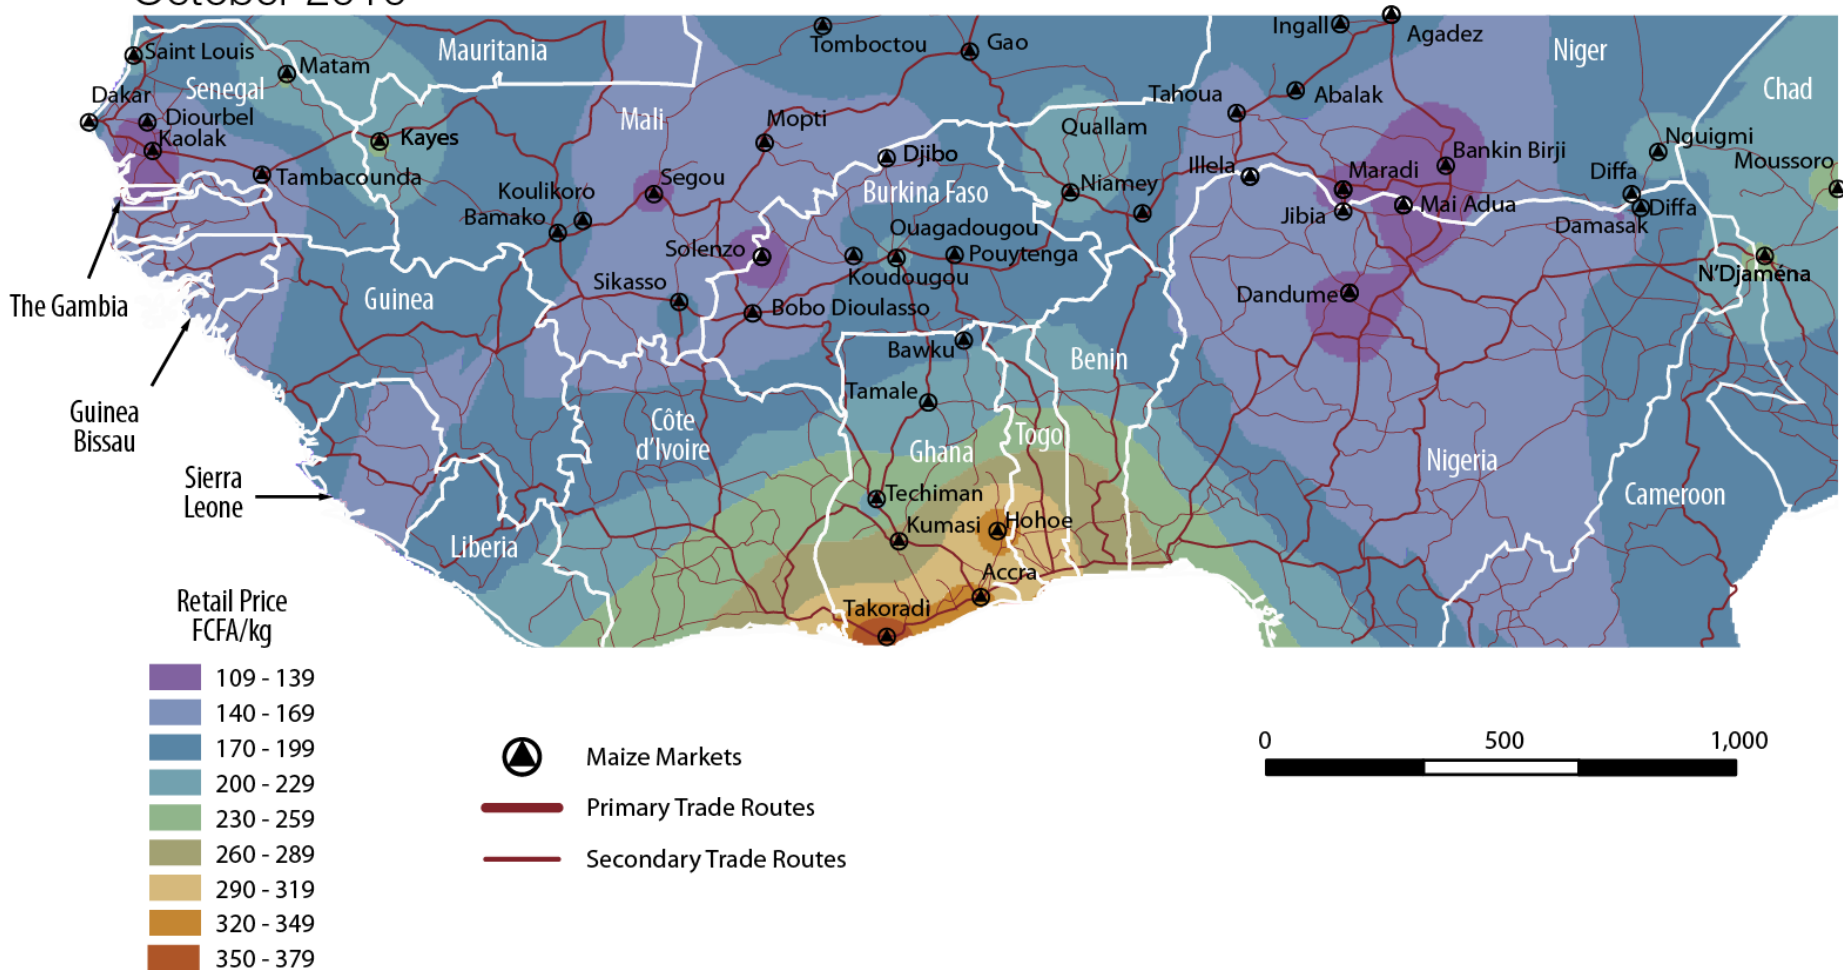 Saint Louis
Matam
Mauritania
Tomboctou
Gao
Ingall
Agadez
Niger
Chad
Senegal
Dakar
Diourbel
Kaolak
Kayes
Tambacounda
Mali
Mopti
Djibo
Quallam
Tahoua
Abalak
Illela
Bankin Birji
Maradi
Nguigmi
Moussoro
Diffa
Diffa
Damasak
Mai Adua
Jibia
Niamey
Burkina Faso
Segou
Koulikoro
Bamako
Solenzo
Ouagadougou
Pouytenga
Koudougou
Sikasso
Bobo Dioulasso
N'Djaména
Dandume
The Gambia
Guinea
Guinea
Bissau
Bawku
Benin
Tamale
Côte
d'Ivoire
Ghana
Togo
Nigeria
Cameroon
Sierra
Leone
Liberia
Techiman
Kumasi
Hohoe
Accra
Takoradi
Retail Price
FCFA/kg
109 - 139
140 - 169
170 - 199
200 - 229
230 - 259
260 - 289
290 - 319
320 - 349
350 - 379
Maize Markets
Primary Trade Routes
Secondary Trade Routes
0 500 1,000